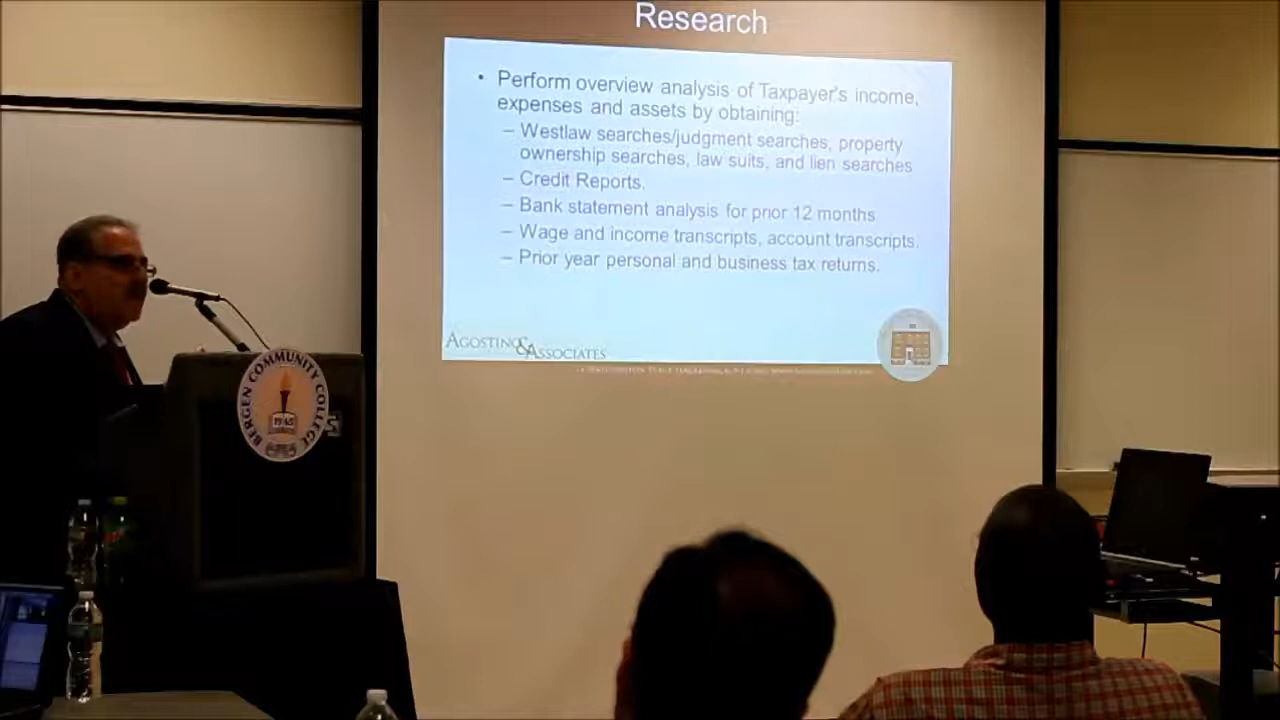 Research
• Perform overview analysis of Taxpayer's income,
expenses and assets by obtaining:
– Westlaw searches/judgment searches, property
ownership searches, law suits, and lien searches
– Credit Reports.
– Bank statement analysis for prior 12 months
– Wage and income transcripts, account transcripts.
– Prior year personal and business tax returns.
AGOSTINO & ASSOCIATES
BERGEN COMMUNITY COLLEGE